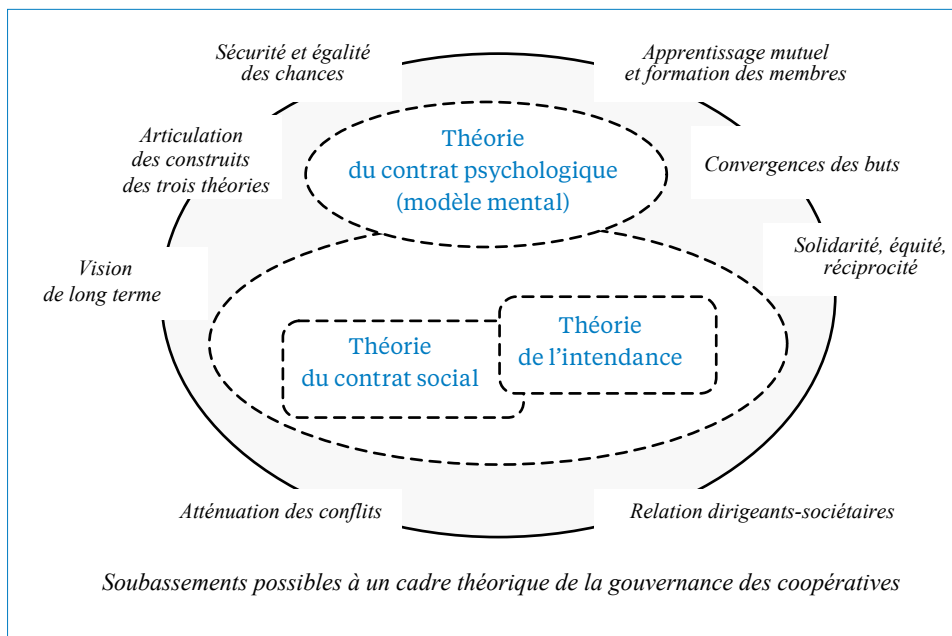 Sécurité et égalité
des chances
Apprentissage mutuel
et formation des membres
Articulation
des construits
des trois théories
Théorie
du contrat psychologique
(modèle mental)
Convergences des buts
Vision
de long terme
Solidarité, équité,
réciprocité
Théorie
du contrat social
Théorie
de l’intendance
Atténuation des conflits
Relation dirigeants-sociétaires
Soubassements possibles à un cadre théorique de la gouvernance des coopératives